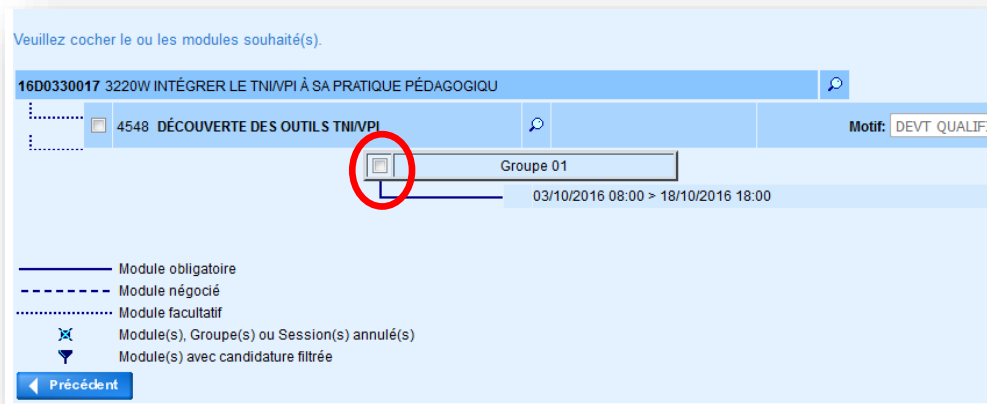 Veuillez cocher le ou les modules souhaité(s).
16D0330017 3220W INTÉGRER LE TNI/VPI À SA PRATIQUE PÉDAGOGIQU
4548 DÉCOUVERTE DES OUTILS TNI/VPI Motif: DEVT QUALIF
Groupe 01
03/10/2016 08:00 > 18/10/2016 18:00
Module obligatoire
Module négocié
Module facultatif
Module(s), Groupe(s) ou Session(s) annulé(s)
Module(s) avec candidature filtrée
Précédent